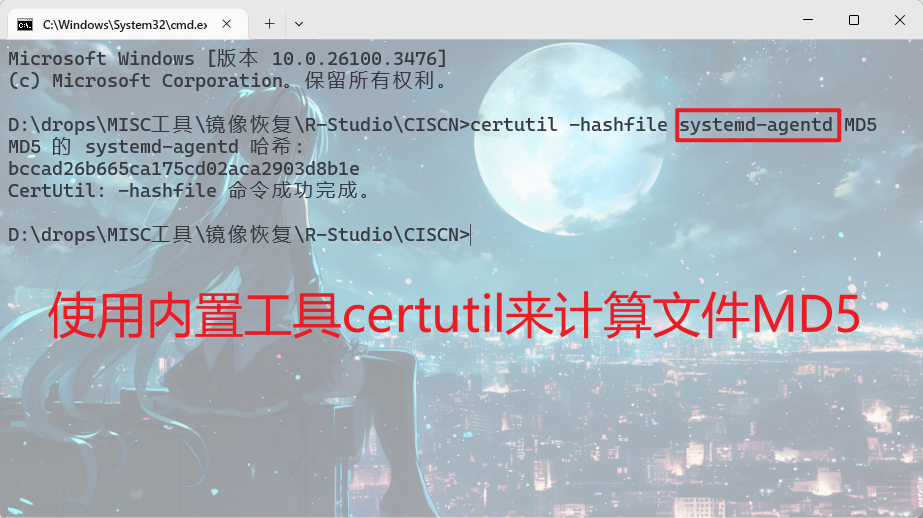 C:\Windows\System32\cmd.ex
Microsoft Windows [版本 10.0.26100.3476]
(c) Microsoft Corporation。保留所有权利。
D:\drops\MISC工具\镜像恢复\R-Studio\CISCN>certutil -hashfile systemd-agentd MD5
MD5 的 systemd-agentd 哈希:
bccad26b665ca175cd02aca2903d8b1e
CertUtil: -hashfile 命令成功完成。
D:\drops\MISC工具\镜像恢复\R-Studio\CISCN>
使用内置工具certutil来计算文件MD5